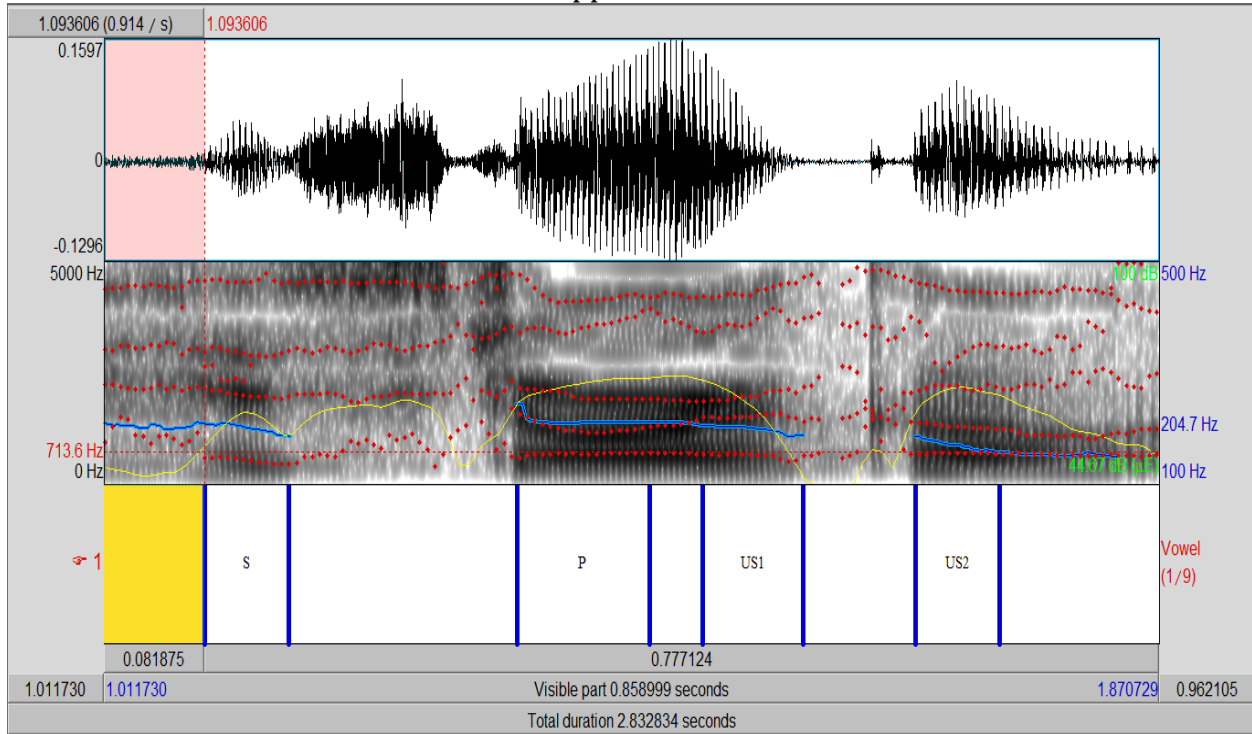 1.093606 (0.914 / s) 1.093606
0.1597
0
-0.1296
5000 Hz 100 dB 500 Hz
204.7 Hz
713.6 Hz
0 Hz 44.07 dB (µE) 100 Hz
☞ 1 S P US1 US2 Vowel
(1/9)
0.081875 0.777124
1.011730 1.011730 Visible part 0.858999 seconds 1.870729 0.962105
Total duration 2.832834 seconds